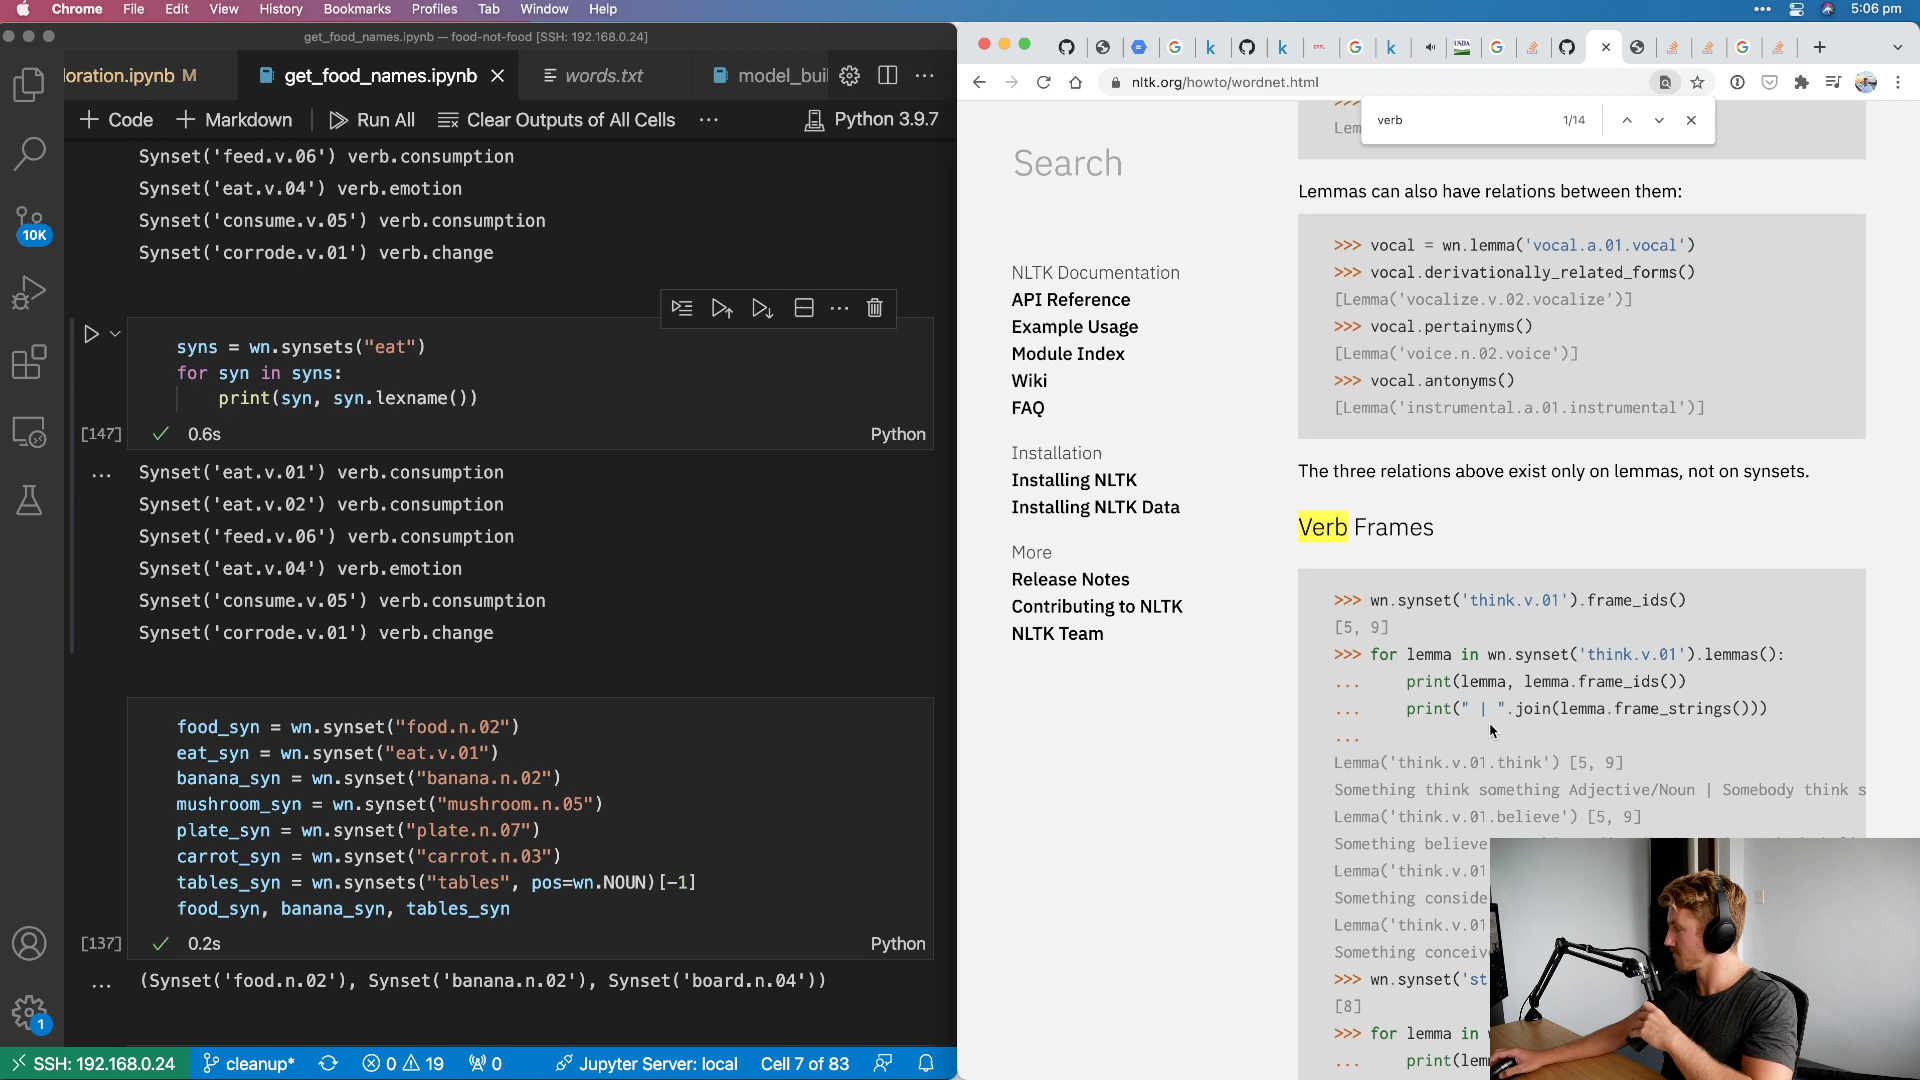 Chrome File Edit View History Bookmarks Profiles Tab Window Help
5:06 pm
get_food_names.ipynb — food-not-food [SSH: 192.168.0.24]
loration.ipynb M
get_food_names.ipynb
words.txt
model_bui
+ Code + Markdown Run All Clear Outputs of All Cells ...
Python 3.9.7
10K
1
Synset('feed.v.06') verb.consumption
Synset('eat.v.04') verb.emotion
Synset('consume.v.05') verb.consumption
Synset('corrode.v.01') verb.change
syns = wn.synsets("eat")
for syn in syns:
print(syn, syn.lexname())
[147] ✓ 0.6s Python
... Synset('eat.v.01') verb.consumption
Synset('eat.v.02') verb.consumption
Synset('feed.v.06') verb.consumption
Synset('eat.v.04') verb.emotion
Synset('consume.v.05') verb.consumption
Synset('corrode.v.01') verb.change
food_syn = wn.synset("food.n.02")
eat_syn = wn.synset("eat.v.01")
banana_syn = wn.synset("banana.n.02")
mushroom_syn = wn.synset("mushroom.n.05")
plate_syn = wn.synset("plate.n.07")
carrot_syn = wn.synset("carrot.n.03")
tables_syn = wn.synsets("tables", pos=wn.NOUN)[-1]
food_syn, banana_syn, tables_syn
[137] ✓ 0.2s Python
... (Synset('food.n.02'), Synset('banana.n.02'), Synset('board.n.04'))
SSH: 192.168.0.24 cleanup* 0 19 0 Jupyter Server: local Cell 7 of 83
nltk.org/howto/wordnet.html
verb 1/14
Search
NLTK Documentation
API Reference
Example Usage
Module Index
Wiki
FAQ
Installation
Installing NLTK
Installing NLTK Data
More
Release Notes
Contributing to NLTK
NLTK Team
>>>
Lem
Lemmas can also have relations between them:
>>> vocal = wn.lemma('vocal.a.01.vocal')
>>> vocal.derivationally_related_forms()
[Lemma('vocalize.v.02.vocalize')]
>>> vocal.pertainyms()
[Lemma('voice.n.02.voice')]
>>> vocal.antonyms()
[Lemma('instrumental.a.01.instrumental')]
The three relations above exist only on lemmas, not on synsets.
Verb Frames
>>> wn.synset('think.v.01').frame_ids()
[5, 9]
>>> for lemma in wn.synset('think.v.01').lemmas():
... print(lemma, lemma.frame_ids())
... print(" | ".join(lemma.frame_strings()))
...
Lemma('think.v.01.think') [5, 9]
Something think something Adjective/Noun | Somebody think s
Lemma('think.v.01.believe') [5, 9]
Something believe
Lemma('think.v.01
Something conside
Lemma('think.v.01
Something conceiv
>>> wn.synset('st
[8]
>>> for lemma in
... print(lem